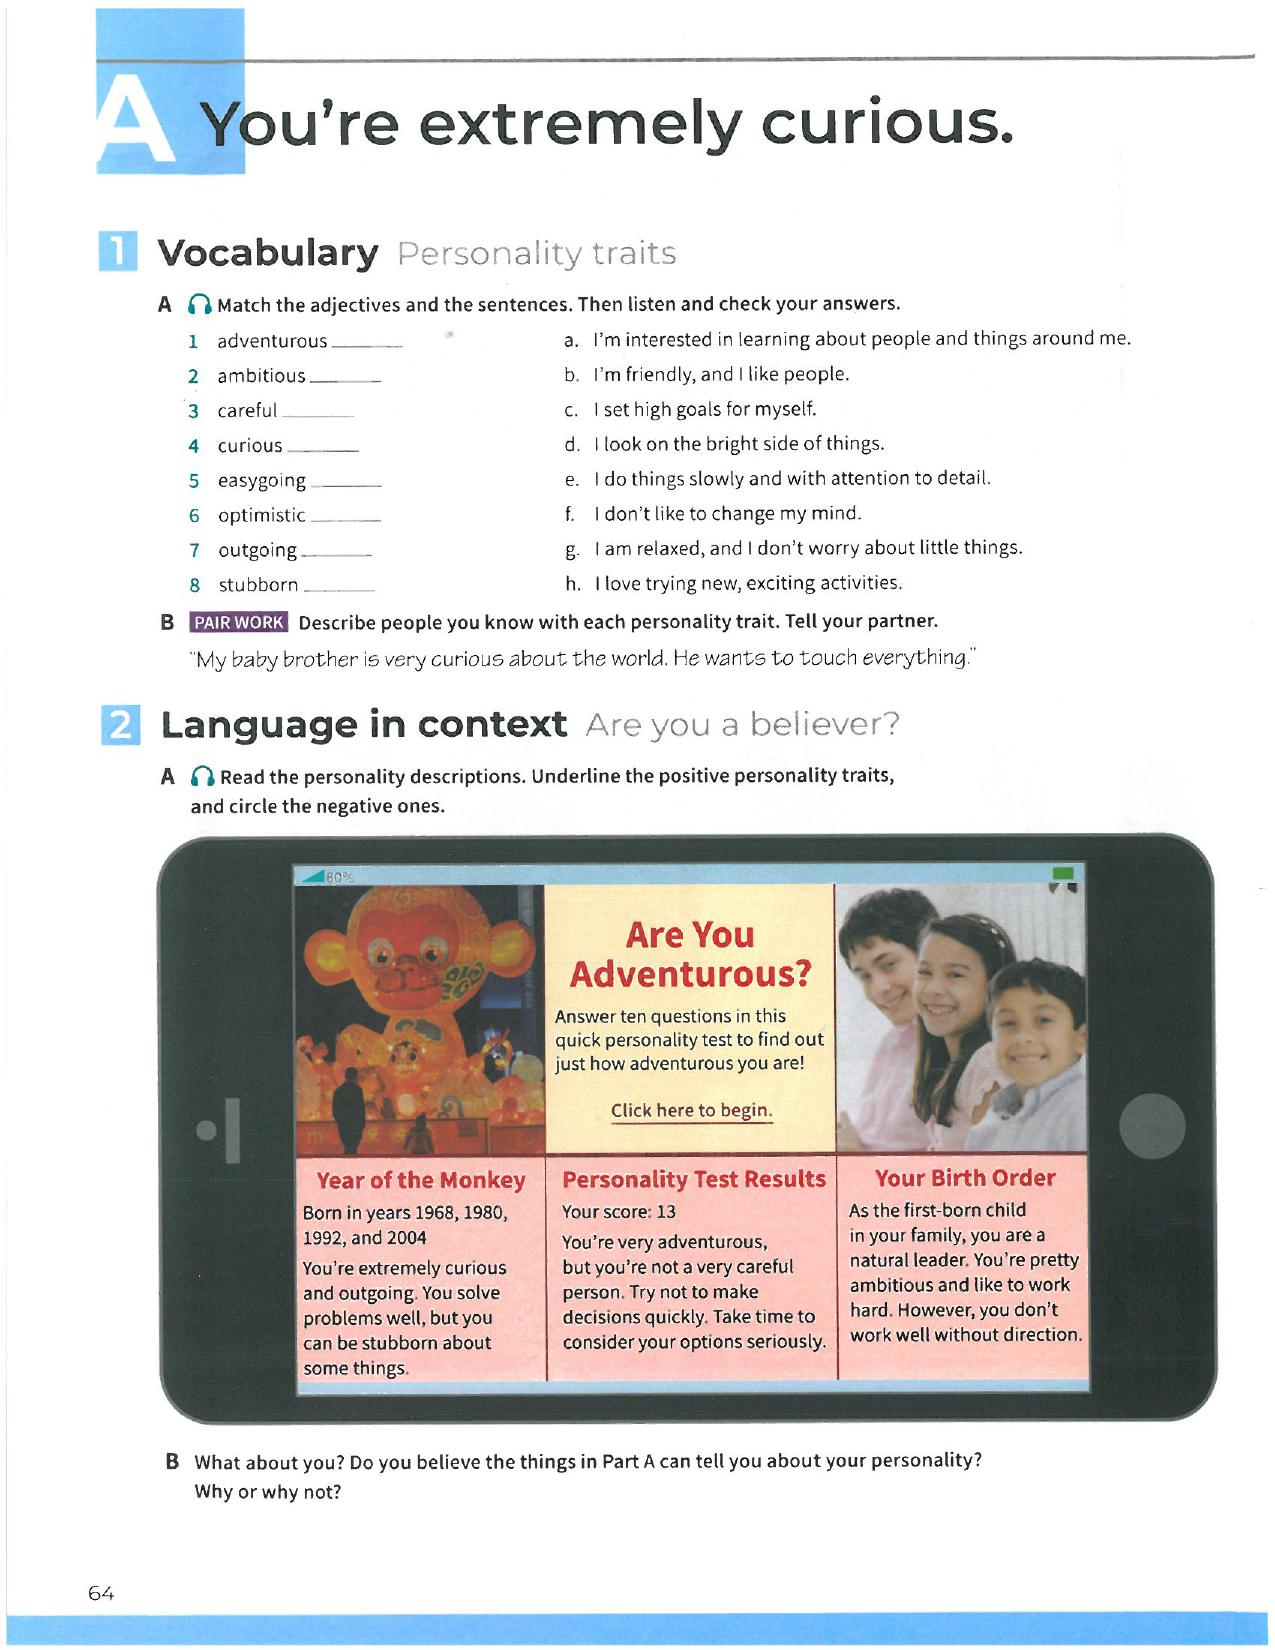 A You're extremely curious.
1 Vocabulary Personality traits
A Match the adjectives and the sentences. Then listen and check your answers.
1 adventurous ______
2 ambitious ______
3 careful ______
4 curious ______
5 easygoing ______
6 optimistic ______
7 outgoing ______
8 stubborn ______
a. I'm interested in learning about people and things around me.
b. I'm friendly, and I like people.
c. I set high goals for myself.
d. I look on the bright side of things.
e. I do things slowly and with attention to detail.
f. I don't like to change my mind.
g. I am relaxed, and I don't worry about little things.
h. I love trying new, exciting activities.
B PAIR WORK Describe people you know with each personality trait. Tell your partner.
"My baby brother is very curious about the world. He wants to touch everything."
2 Language in context Are you a believer?
A Read the personality descriptions. Underline the positive personality traits,
and circle the negative ones.
80%
Are You
Adventurous?
Answer ten questions in this
quick personality test to find out
just how adventurous you are!
Click here to begin.
Year of the Monkey
Born in years 1968, 1980,
1992, and 2004
You're extremely curious
and outgoing. You solve
problems well, but you
can be stubborn about
some things.
Personality Test Results
Your score: 13
You're very adventurous,
but you're not a very careful
person. Try not to make
decisions quickly. Take time to
consider your options seriously.
Your Birth Order
As the first-born child
in your family, you are a
natural leader. You're pretty
ambitious and like to work
hard. However, you don't
work well without direction.
B What about you? Do you believe the things in Part A can tell you about your personality?
Why or why not?
64